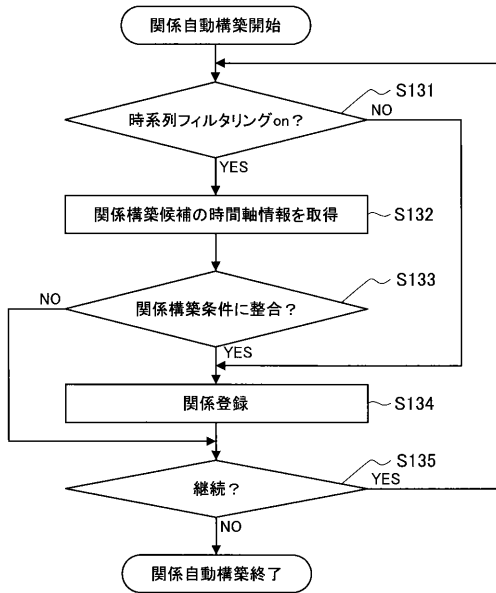 関係自動構築開始
S131
時系列フィルタリングon？
NO
YES
関係構築候補の時間軸情報を取得
S132
S133
NO
関係構築条件に整合？
YES
関係登録
S134
S135
継続？
YES
NO
関係自動構築終了